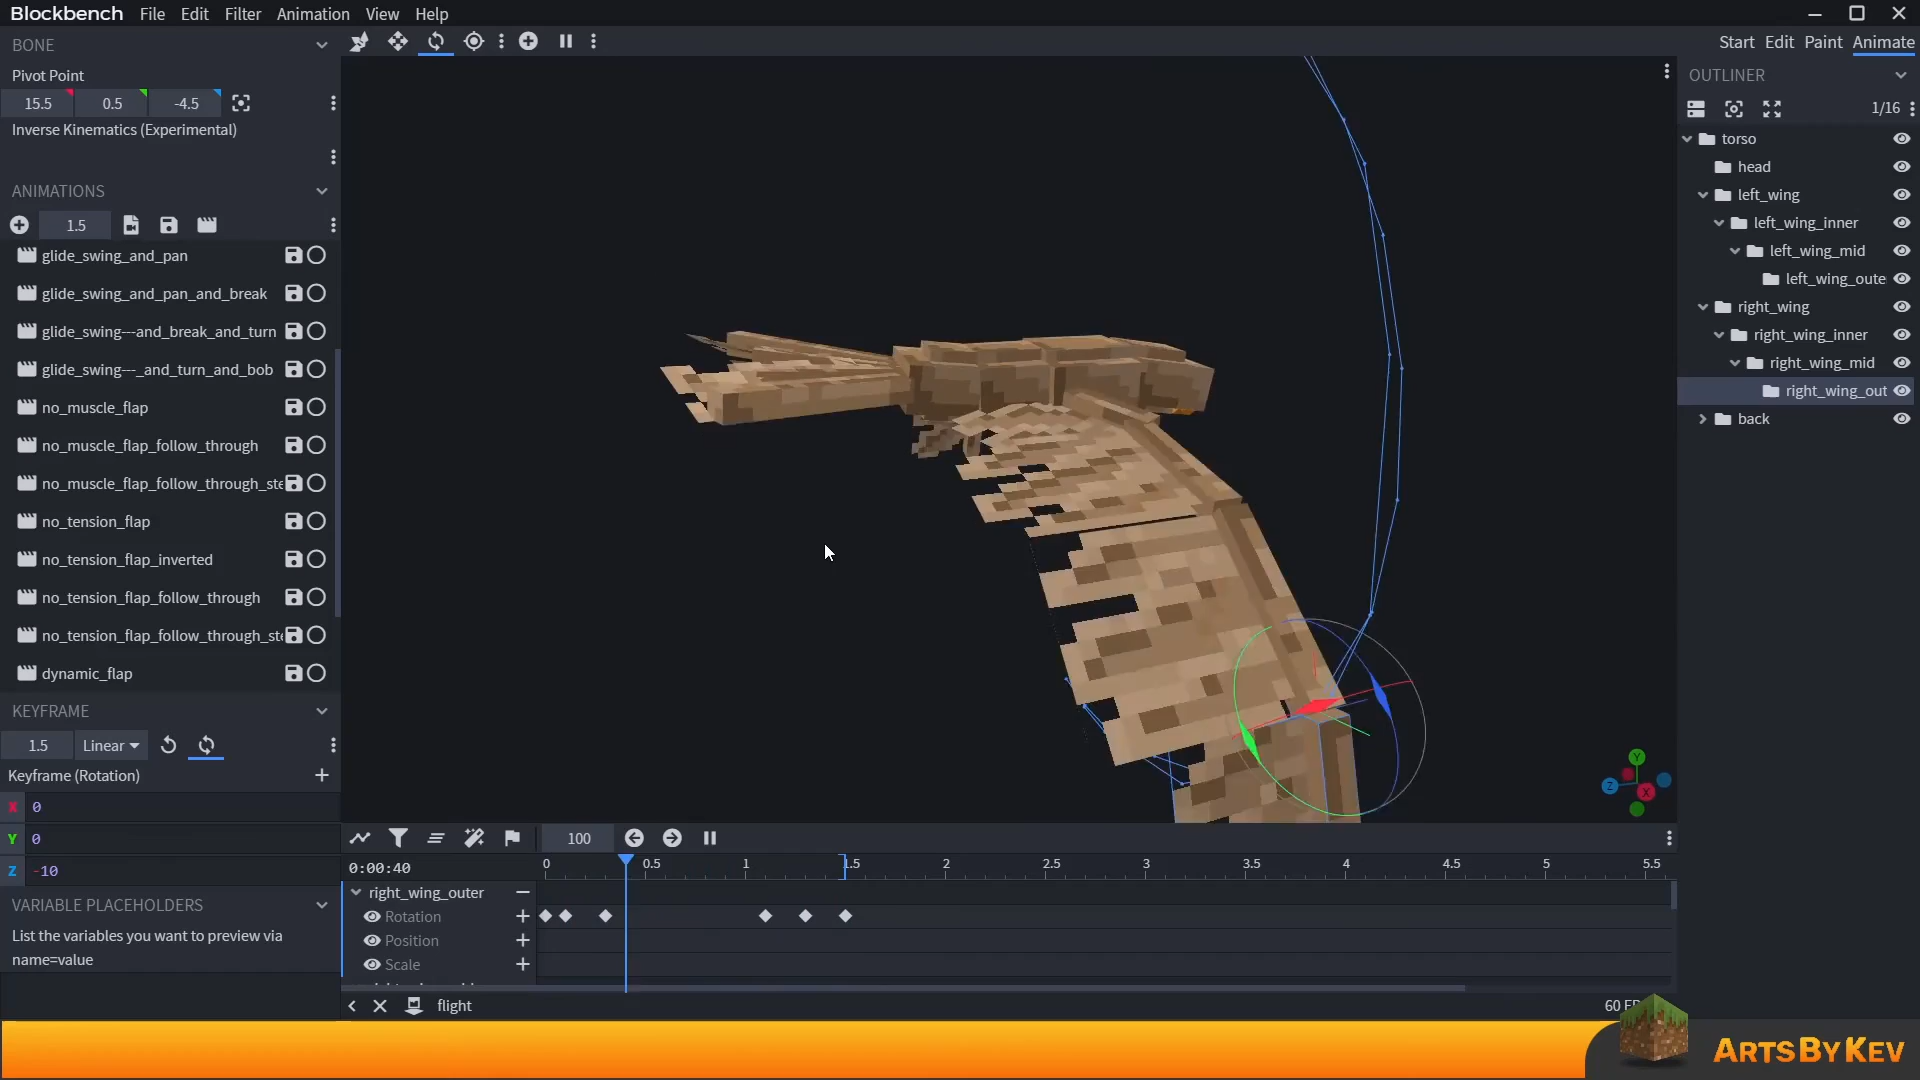 Blockbench File Edit Filter Animation View Help
Start Edit Paint Animate
BONE
Pivot Point
15.5 0.5 -4.5
Inverse Kinematics (Experimental)
ANIMATIONS
1.5
glide_swing_and_pan
glide_swing_and_pan_and_break
glide_swing---and_break_and_turn
glide_swing---_and_turn_and_bob
no_muscle_flap
no_muscle_flap_follow_through
no_muscle_flap_follow_through_ste
no_tension_flap
no_tension_flap_inverted
no_tension_flap_follow_through
no_tension_flap_follow_through_ste
dynamic_flap
KEYFRAME
1.5 Linear
Keyframe (Rotation)
X 0
Y 0
Z -10
VARIABLE PLACEHOLDERS
List the variables you want to preview via
name=value
OUTLINER
1/16
torso
head
left_wing
left_wing_inner
left_wing_mid
left_wing_oute
right_wing
right_wing_inner
right_wing_mid
right_wing_out
back
Y
Z X
100
0:00:40 0 0.5 1 1.5 2 2.5 3 3.5 4 4.5 5 5.5
right_wing_outer
Rotation
Position
Scale
flight
60 FP
ARTSBYKEV